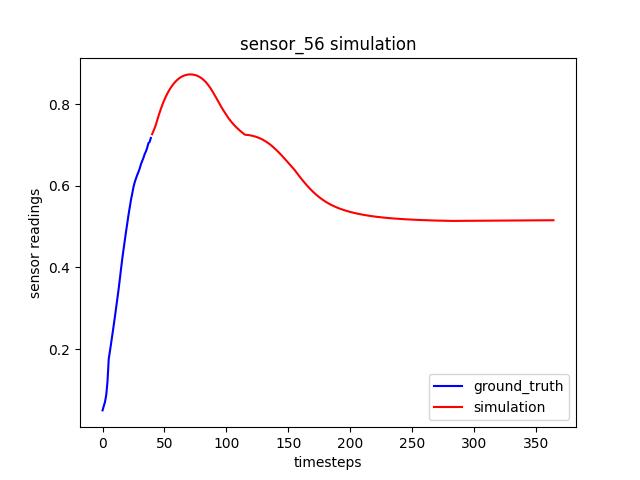 sensor_56 simulation
sensor readings
0.8
0.6
0.4
0.2
0 50 100 150 200 250 300 350
timesteps
ground_truth
simulation